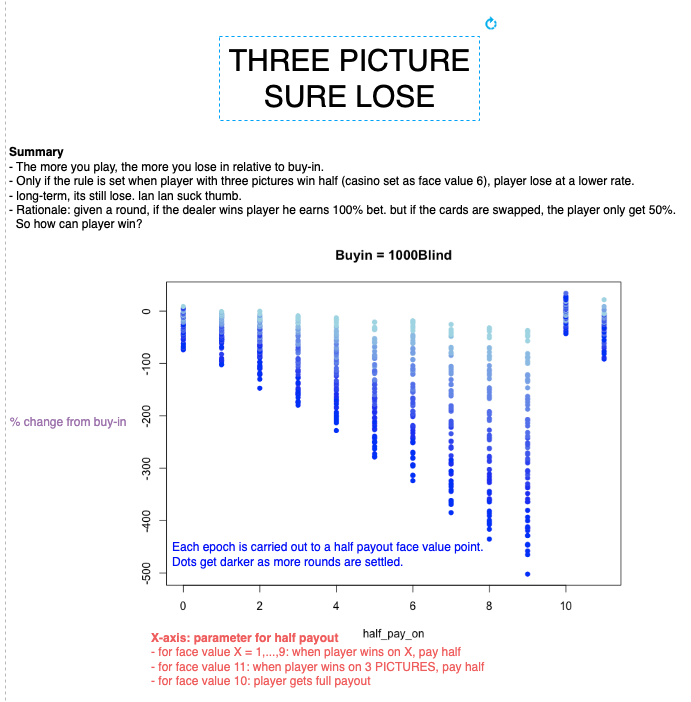 THREE PICTURE
SURE LOSE
Summary
- The more you play, the more you lose in relative to buy-in.
- Only if the rule is set when player with three pictures win half (casino set as face value 6), player lose at a lower rate.
- long-term, its still lose. lan lan suck thumb.
- Rationale: given a round, if the dealer wins player he earns 100% bet. but if the cards are swapped, the player only get 50%.
So how can player win?
Buyin = 1000Blind
0
-100
-200
-300
-400
-500
% change from buy-in
Each epoch is carried out to a half payout face value point.
Dots get darker as more rounds are settled.
0 2 4 6 8 10
half_pay_on
X-axis: parameter for half payout
- for face value X = 1,...,9: when player wins on X, pay half
- for face value 11: when player wins on 3 PICTURES, pay half
- for face value 10: player gets full payout